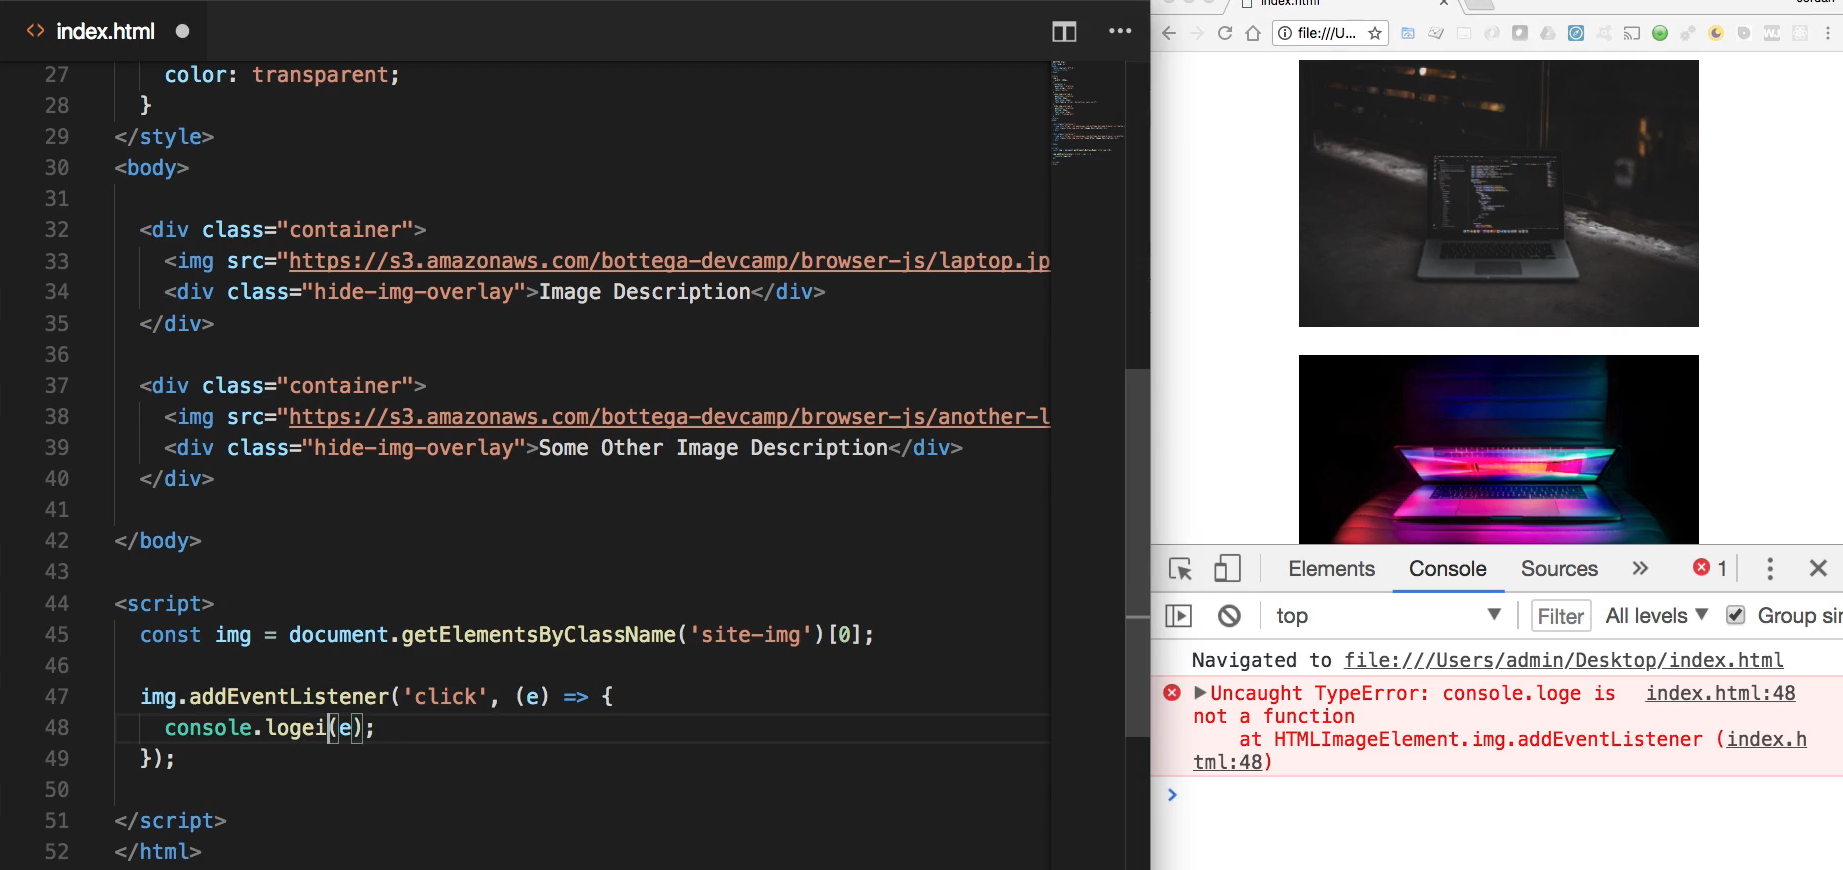 index.html
27 color: transparent;
28 }
29 </style>
30 <body>
31
32 <div class="container">
33 <img src="https://s3.amazonaws.com/bottega-devcamp/browser-js/laptop.jp
34 <div class="hide-img-overlay">Image Description</div>
35 </div>
36
37 <div class="container">
38 <img src="https://s3.amazonaws.com/bottega-devcamp/browser-js/another-l
39 <div class="hide-img-overlay">Some Other Image Description</div>
40 </div>
41
42 </body>
43
44 <script>
45 const img = document.getElementsByClassName('site-img')[0];
46
47 img.addEventListener('click', (e) => {
48 console.logei(e);
49 });
50
51 </script>
52 </html>
index.html
Jordan
file:///U...
Elements Console Sources » 1
top Filter All levels Group sir
Navigated to file:///Users/admin/Desktop/index.html
Uncaught TypeError: console.loge is index.html:48
not a function
at HTMLImageElement.img.addEventListener (index.h
tml:48)